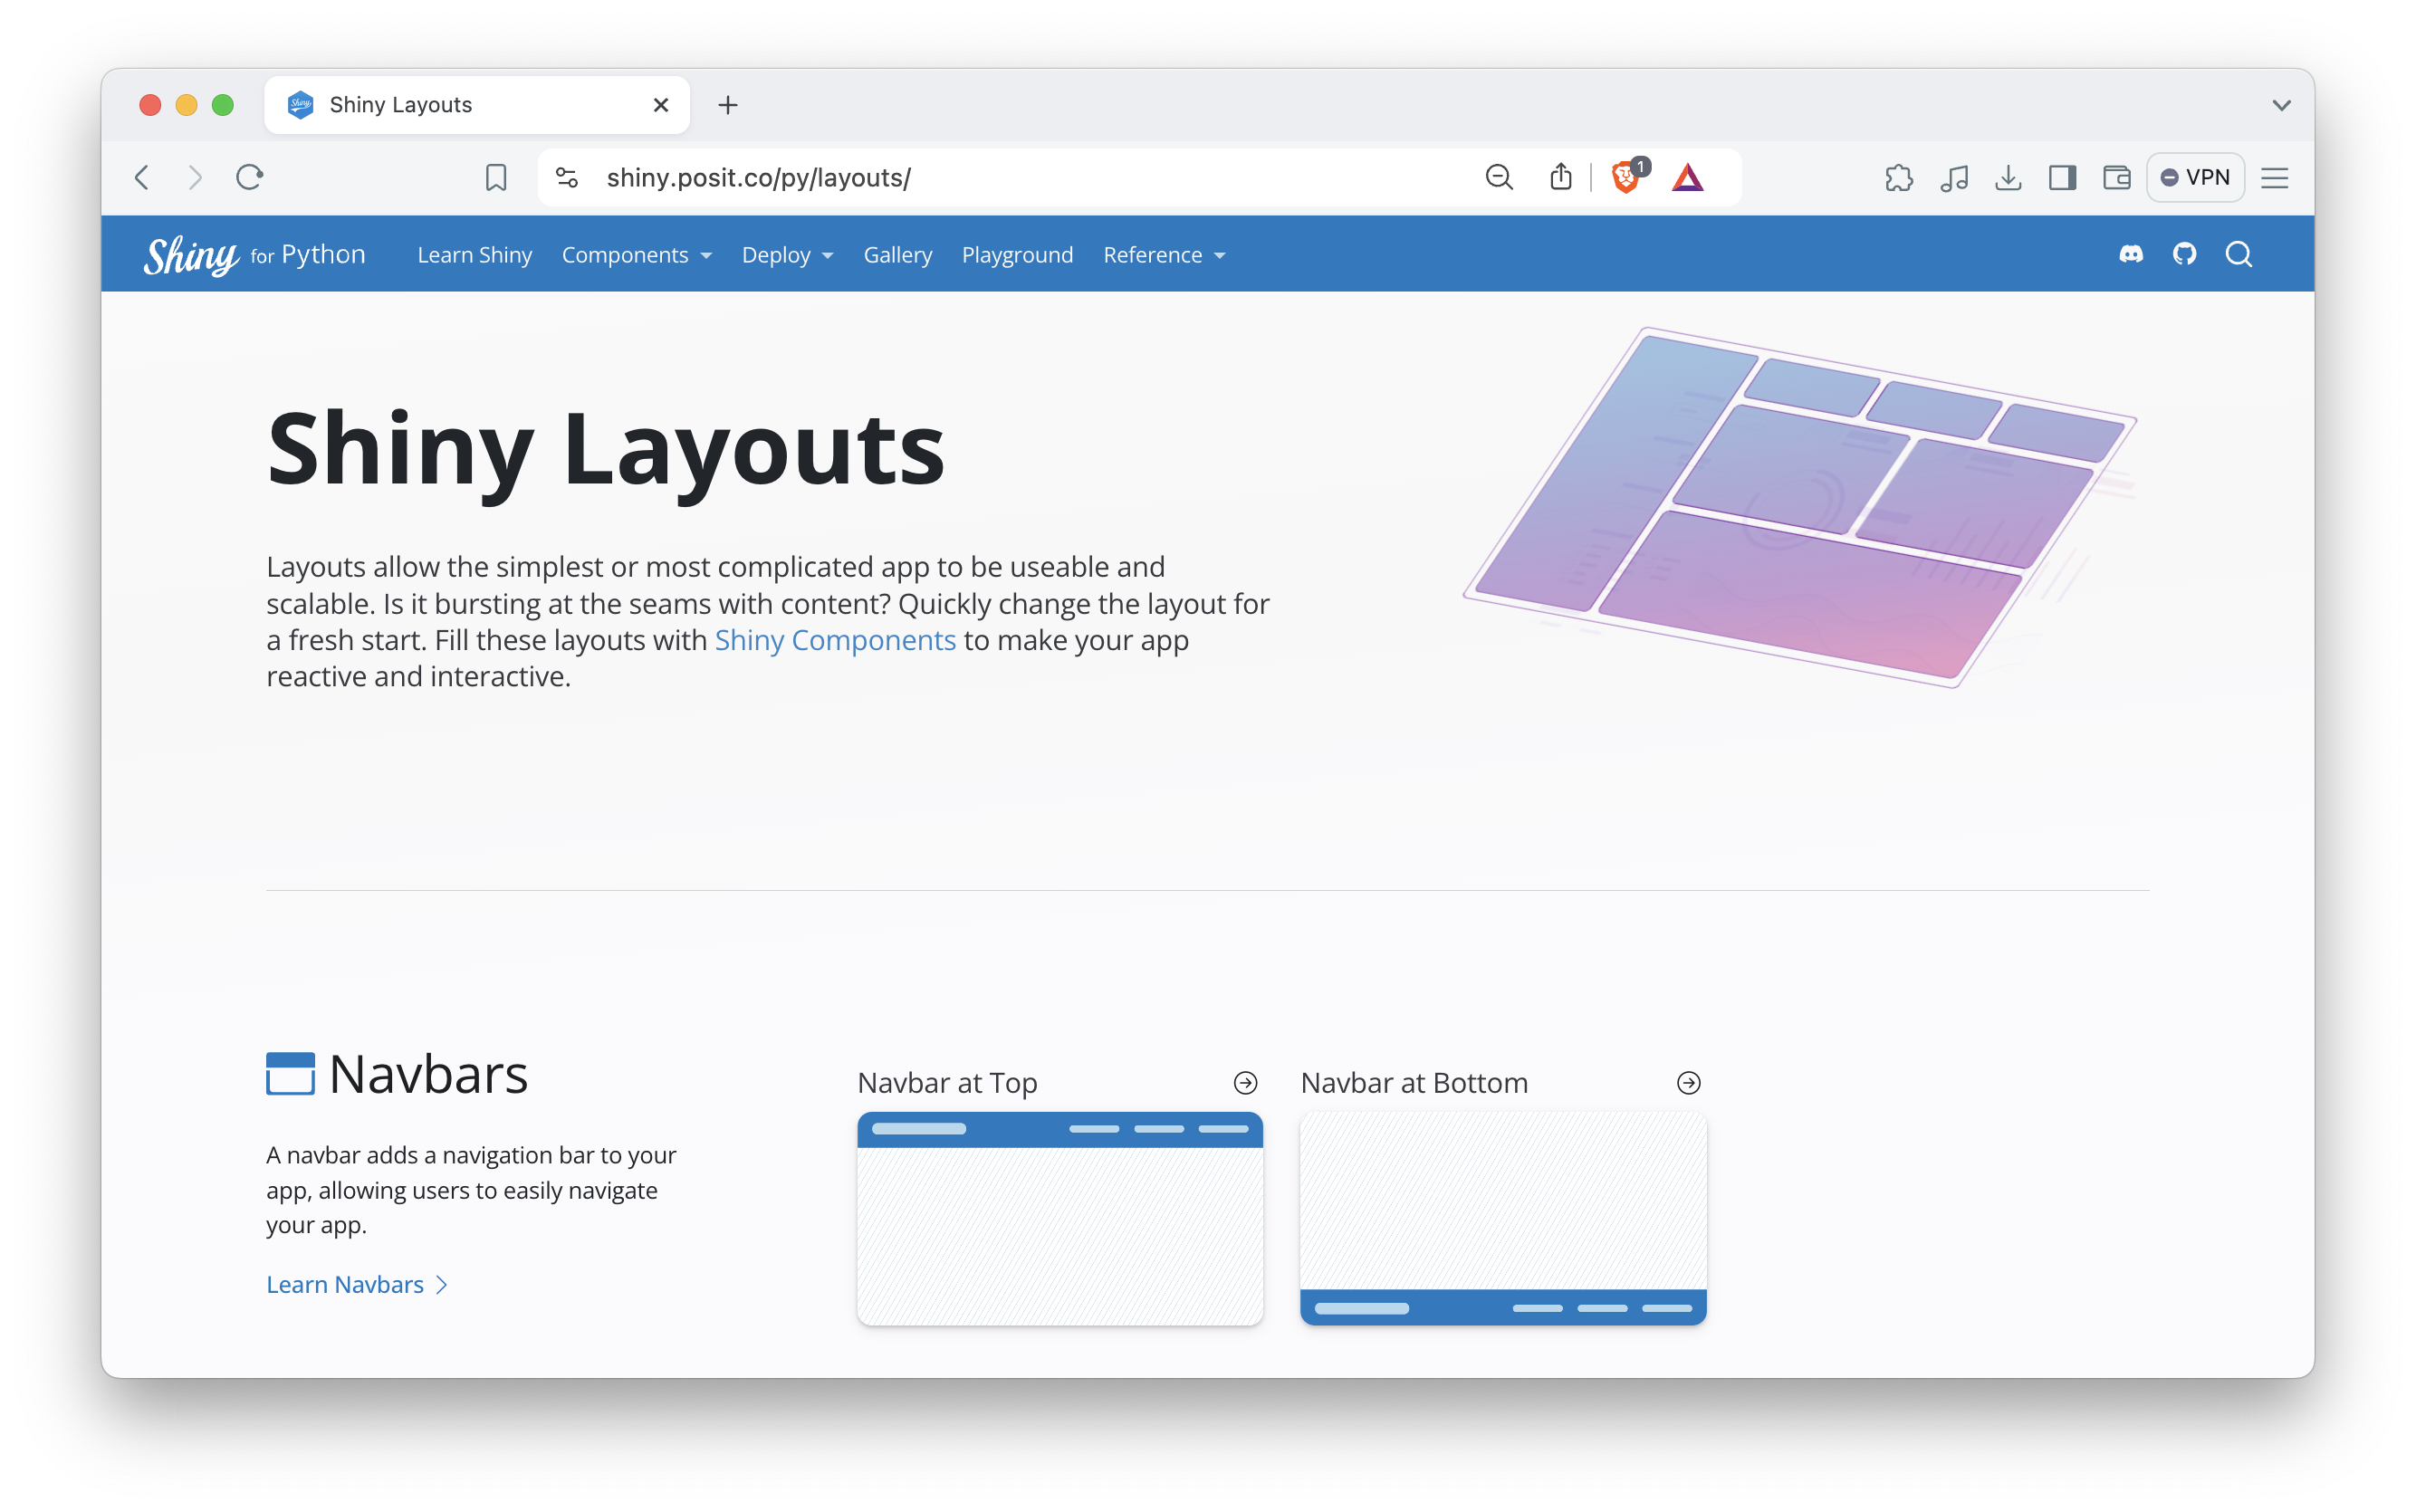 Shiny Layouts
shiny.posit.co/py/layouts/
1
VPN
Shiny for Python Learn Shiny Components Deploy Gallery Playground Reference
Shiny Layouts
Layouts allow the simplest or most complicated app to be useable and
scalable. Is it bursting at the seams with content? Quickly change the layout for
a fresh start. Fill these layouts with Shiny Components to make your app
reactive and interactive.
Navbars
A navbar adds a navigation bar to your
app, allowing users to easily navigate
your app.
Learn Navbars
Navbar at Top
Navbar at Bottom